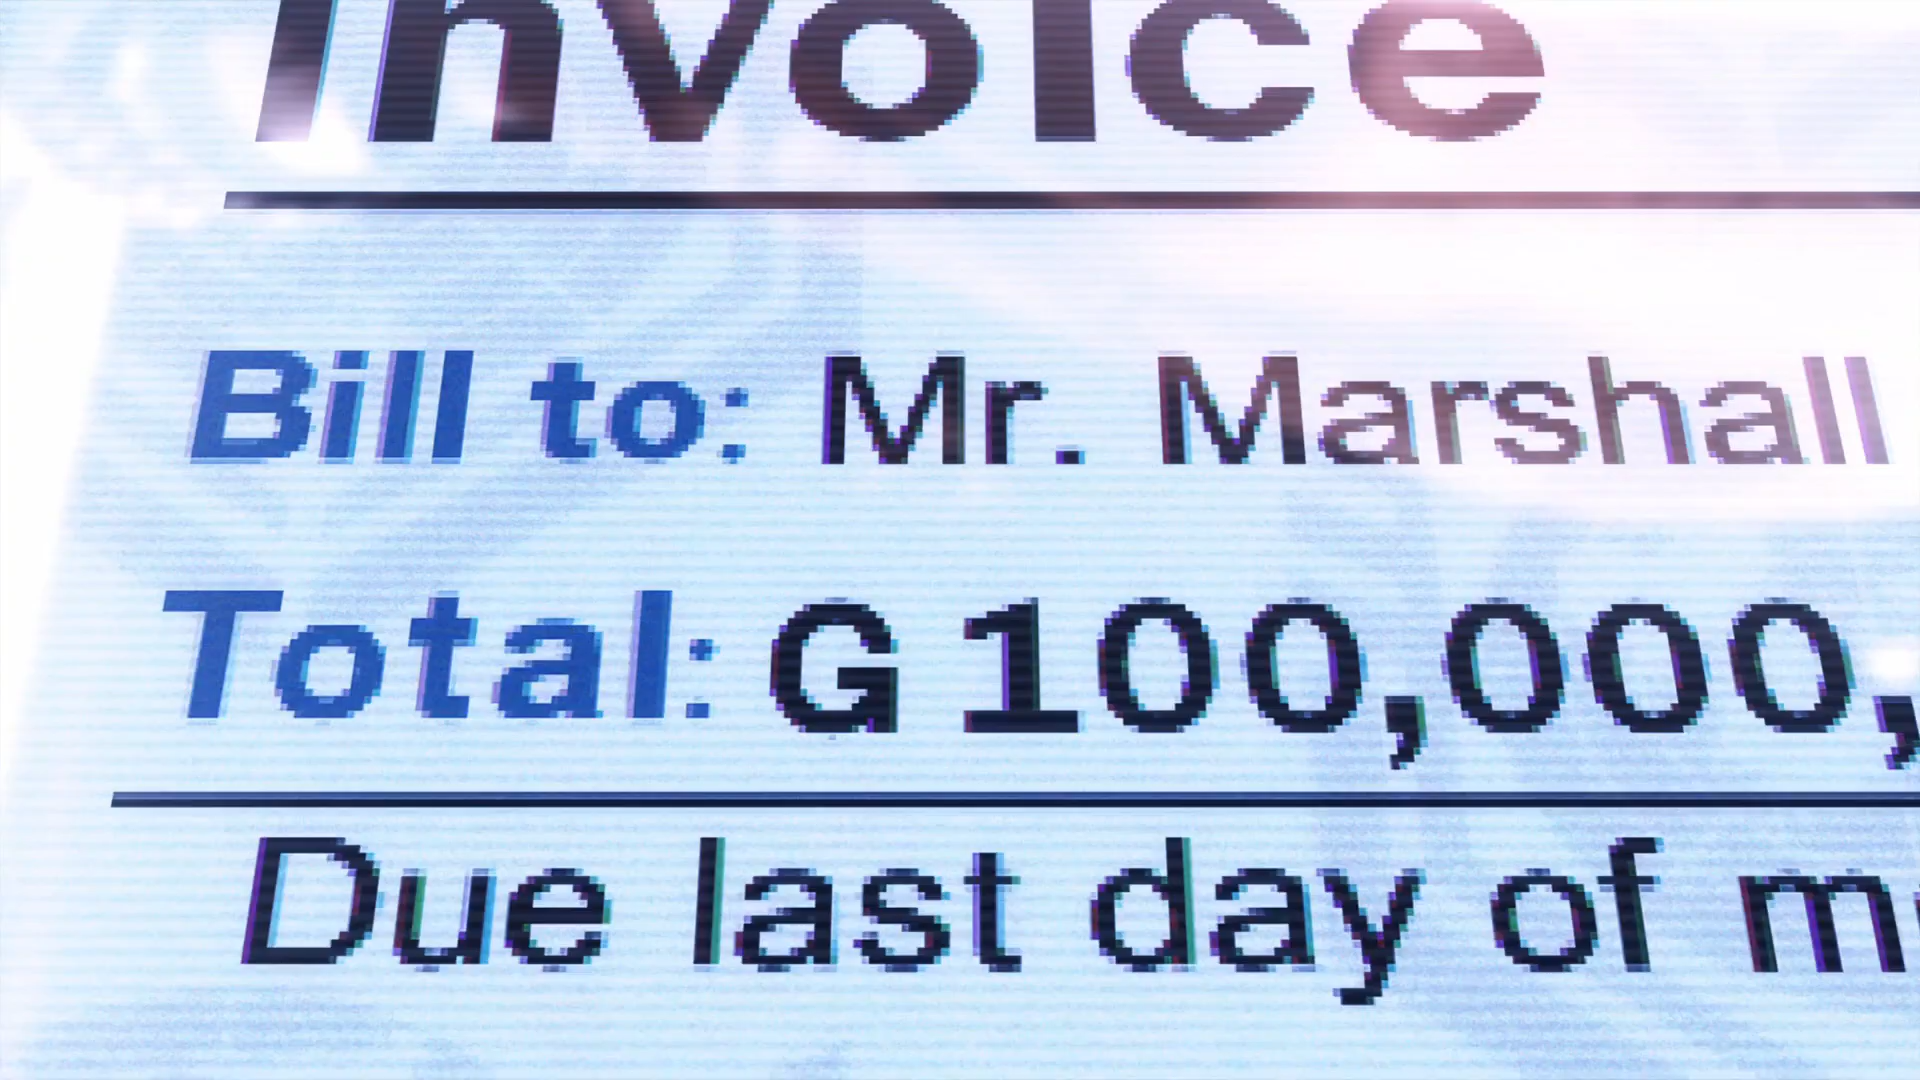 Invoice
Bill to: Mr. Marshall
Total: G 100,000,
Due last day of m